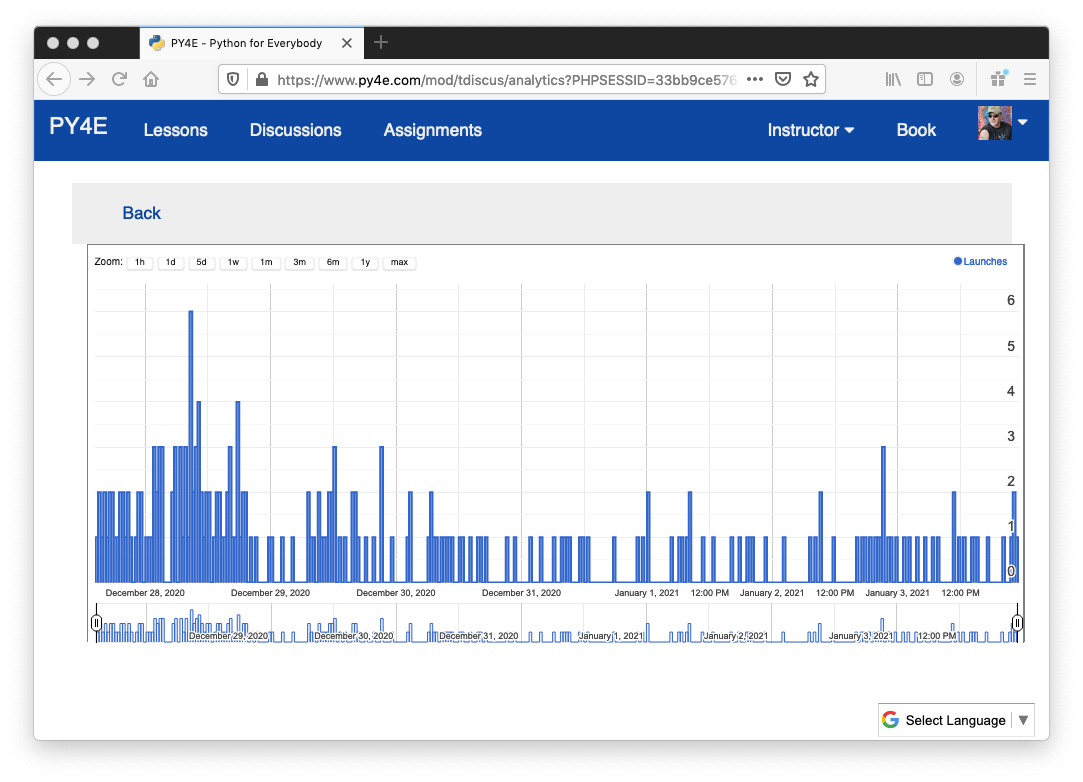 PY4E - Python for Everybody
https://www.py4e.com/mod/tdiscus/analytics?PHPSESSID=33bb9ce576
PY4E Lessons Discussions Assignments Instructor Book
Back
Zoom: 1h 1d 5d 1w 1m 3m 6m 1y max Launches
6
5
4
3
2
1
0
December 28, 2020 December 29, 2020 December 30, 2020 December 31, 2020 January 1, 2021 12:00 PM January 2, 2021 12:00 PM January 3, 2021 12:00 PM
December 29, 2020 December 30, 2020 December 31, 2020 January 1, 2021 January 2, 2021 January 3, 2021 12:00 PM
G Select Language